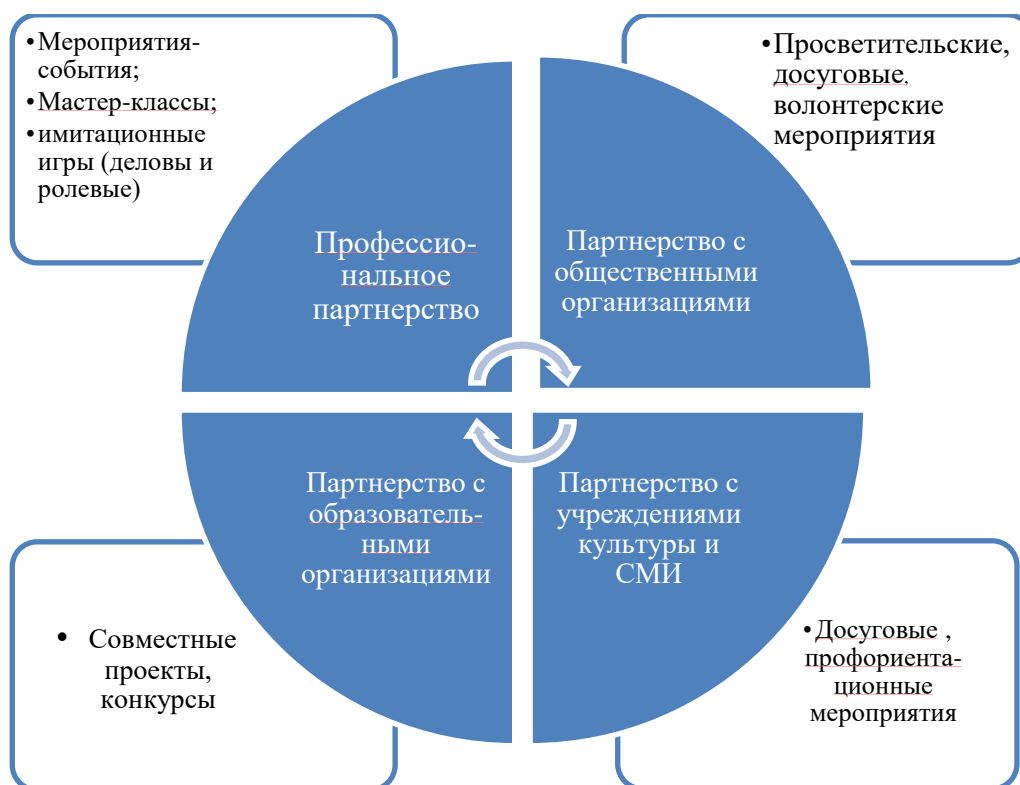 •Мероприятия-
события;
•Мастер-классы;
•имитационные
игры (деловы и
ролевые)
•Просветительские,
досуговые,
волонтерские
мероприятия
Профессио-
нальное
партнерство
Партнерство с
общественными
организациями
Партнерство с
образователь-
ными
организациями
Партнерство с
учреждениями
культуры и
СМИ
• Совместные
проекты,
конкурсы
•Досуговые ,
профориента-
ционные
мероприятия